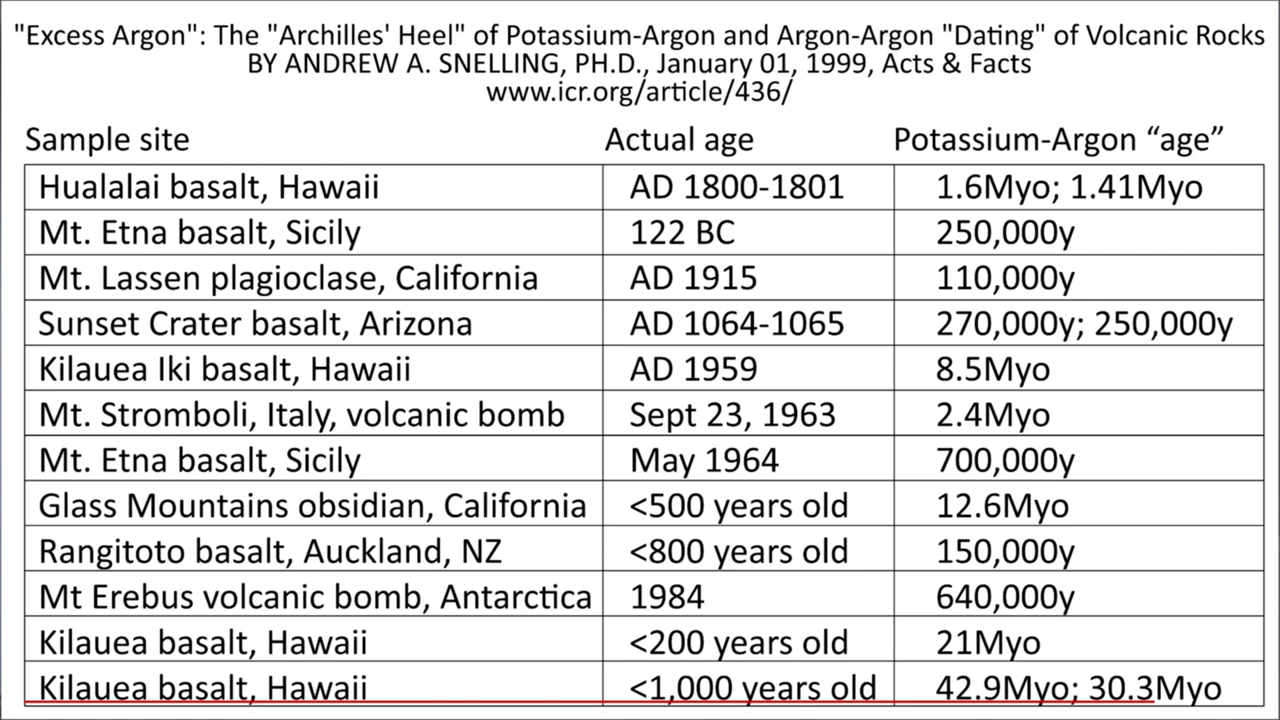 "Excess Argon": The "Archilles' Heel" of Potassium-Argon and Argon-Argon "Dating" of Volcanic Rocks
BY ANDREW A. SNELLING, PH.D., January 01, 1999, Acts & Facts
www.icr.org/article/436/
Sample site Actual age Potassium-Argon “age”
Hualalai basalt, Hawaii AD 1800-1801 1.6Myo; 1.41Myo
Mt. Etna basalt, Sicily 122 BC 250,000y
Mt. Lassen plagioclase, California AD 1915 110,000y
Sunset Crater basalt, Arizona AD 1064-1065 270,000y; 250,000y
Kilauea Iki basalt, Hawaii AD 1959 8.5Myo
Mt. Stromboli, Italy, volcanic bomb Sept 23, 1963 2.4Myo
Mt. Etna basalt, Sicily May 1964 700,000y
Glass Mountains obsidian, California <500 years old 12.6Myo
Rangitoto basalt, Auckland, NZ <800 years old 150,000y
Mt Erebus volcanic bomb, Antarctica 1984 640,000y
Kilauea basalt, Hawaii <200 years old 21Myo
Kilauea basalt, Hawaii <1,000 years old 42.9Myo; 30.3Myo